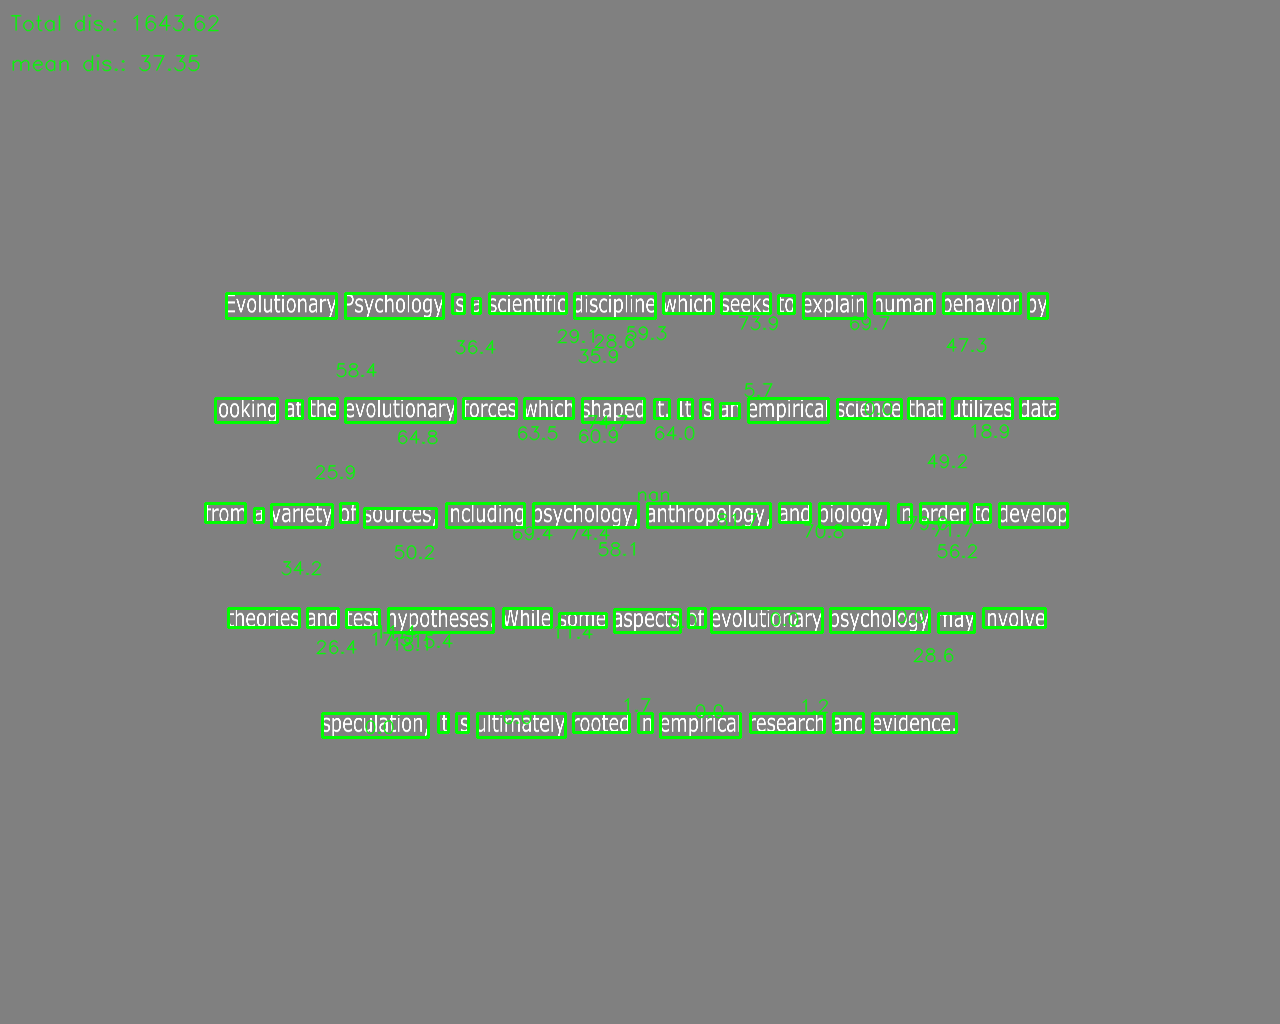 Total dis.: 1643.62
mean dis.: 37.35
Evolutionary Psychology is a scientific discipline which seeks to explain human behavior by
73.9 69.7
29.1 28.6 59.3
36.4 35.9 47.3
58.4
5.7
looking at the evolutionary forces which shaped it. It is an empirical science that utilizes data
64.8 63.5 60.9 64.0 18.9
49.2
25.9
nan
from a variety of sources, including psychology, anthropology, and biology, in order to develop
69.4 74.4 76.8 71.7
50.2 58.1 56.2
34.2
theories and test hypotheses. While some aspects of evolutionary psychology may involve
11.4
26.4 28.6
1.7 0.0 1.2
speculation, it is ultimately rooted in empirical research and evidence.